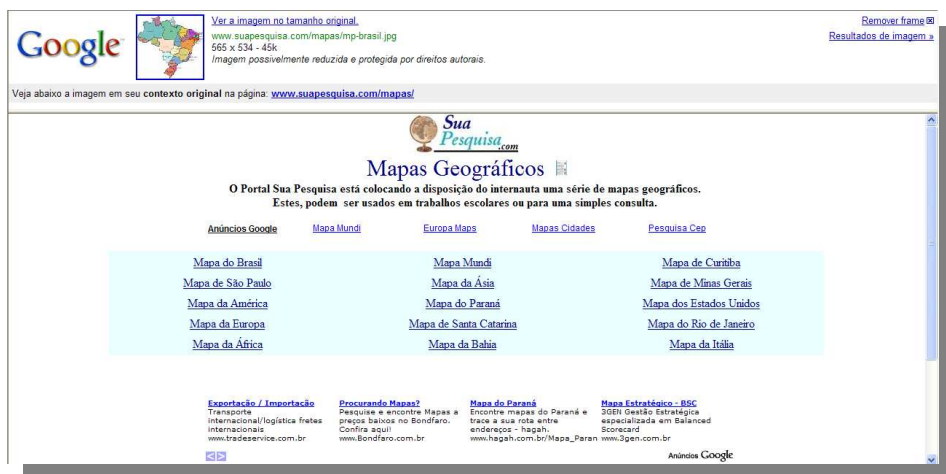 Google
Ver a imagem no tamanho original.
www.suapesquisa.com/mapas/mp-brasil.jpg
565 x 534 - 45k
Imagem possivelmente reduzida e protegida por direitos autorais.
Remover frame
Resultados de imagem »
Veja abaixo a imagem em seu contexto original na página: www.suapesquisa.com/mapas/
Sua
Pesquisa.com
Mapas Geográficos
O Portal Sua Pesquisa está colocando a disposição do internauta uma série de mapas geográficos.
Estes, podem ser usados em trabalhos escolares ou para uma simples consulta.
Anúncios Google Mapa Mundi Europa Maps Mapas Cidades Pesquisa Cep
Mapa do Brasil Mapa Mundi Mapa de Curitiba
Mapa de São Paulo Mapa da Ásia Mapa de Minas Gerais
Mapa da América Mapa do Paraná Mapa dos Estados Unidos
Mapa da Europa Mapa de Santa Catarina Mapa do Rio de Janeiro
Mapa da África Mapa da Bahia Mapa da Itália
Exportação / Importacão
Transporte
internacional/logística fretes
internacionais
www.tradeservice.com.br
Procurando Mapas?
Pesquise e encontre Mapas a
preços baixos no Bondfaro.
Confira aqui!
www.Bondfaro.com.br
Mapa do Paraná
Encontre mapas do Paraná e
trace a sua rota entre
endereços - hagah.
www.hagah.com.br/Mapa_Paran
Mapa Estratégico - BSC
3GEN Gestão Estratégica
especializada em Balanced
Scorecard
www.3gen.com.br
Anúncios Google